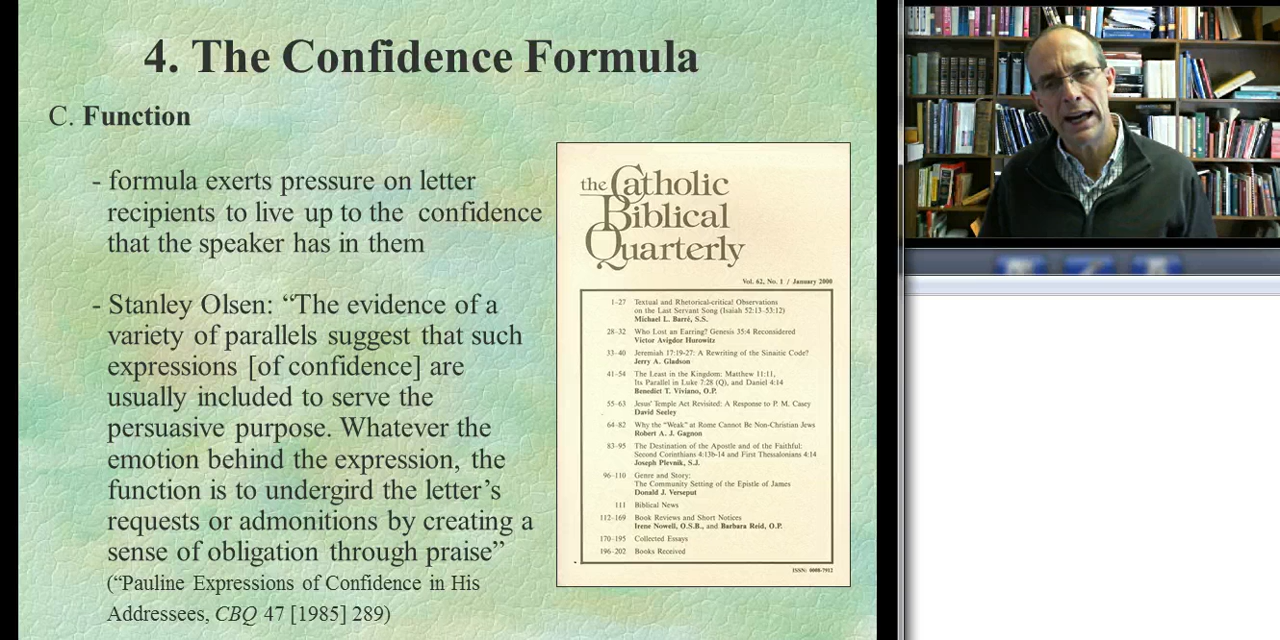 4. The Confidence Formula
C. Function
- formula exerts pressure on letter
recipients to live up to the confidence
that the speaker has in them
- Stanley Olsen: “The evidence of a
variety of parallels suggest that such
expressions [of confidence] are
usually included to serve the
persuasive purpose. Whatever the
emotion behind the expression, the
function is to undergird the letter’s
requests or admonitions by creating a
sense of obligation through praise”
(“Pauline Expressions of Confidence in His
Addressees, CBQ 47 [1985] 289)
the Catholic
Biblical
Quarterly
Vol. 62, No. 1 / January 2000
1–27 Textual and Rhetorical-critical Observations
on the Last Servant Song (Isaiah 52:13–53:12)
Michael L. Barré, S.S.
28–32 Who Lost an Earring? Genesis 35:4 Reconsidered
Victor Avigdor Hurowitz
33–40 Jeremiah 17:19-27: A Rewriting of the Sinaitic Code?
Jerry A. Gladson
41–54 The Least in the Kingdom: Matthew 11:11,
Its Parallel in Luke 7:28 (Q), and Daniel 4:14
Benedict T. Viviano, O.P.
55–63 Jesus’ Temple Act Revisited: A Response to P. M. Casey
David Seeley
64–82 Why the “Weak” at Rome Cannot Be Non-Christian Jews
Robert A. J. Gagnon
83–95 The Destination of the Apostle and of the Faithful:
Second Corinthians 4:13b-14 and First Thessalonians 4:14
Joseph Plevnik, S.J.
96–110 Genre and Story:
The Community Setting of the Epistle of James
Donald J. Verseput
111 Biblical News
112–169 Book Reviews and Short Notices
Irene Nowell, O.S.B., and Barbara Reid, O.P.
170–195 Collected Essays
196–202 Books Received
ISSN: 0008-7912